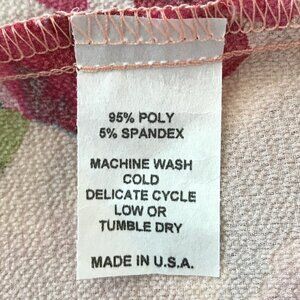 95% POLY
5% SPANDEX
MACHINE WASH
COLD
DELICATE CYCLE
LOW OR
TUMBLE DRY
MADE IN U.S.A.